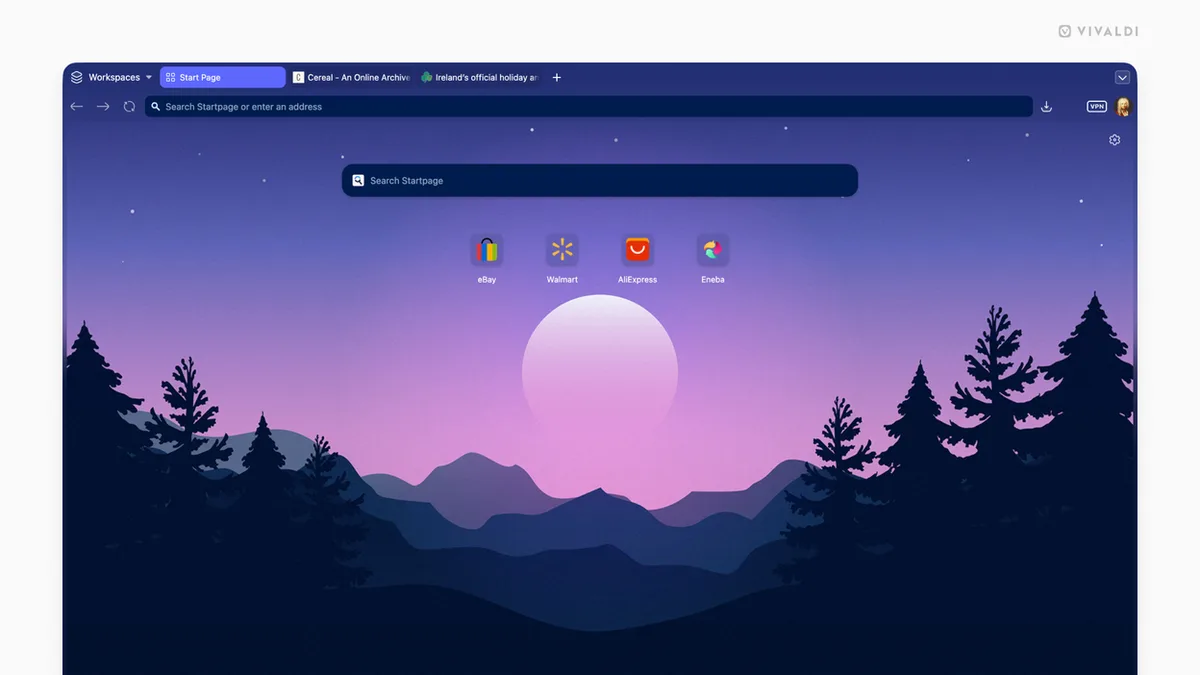 VIVALDI
Workspaces Start Page Cereal - An Online Archive Ireland's official holiday an
Search Startpage or enter an address VPN
Search Startpage
eBay Walmart AliExpress Eneba